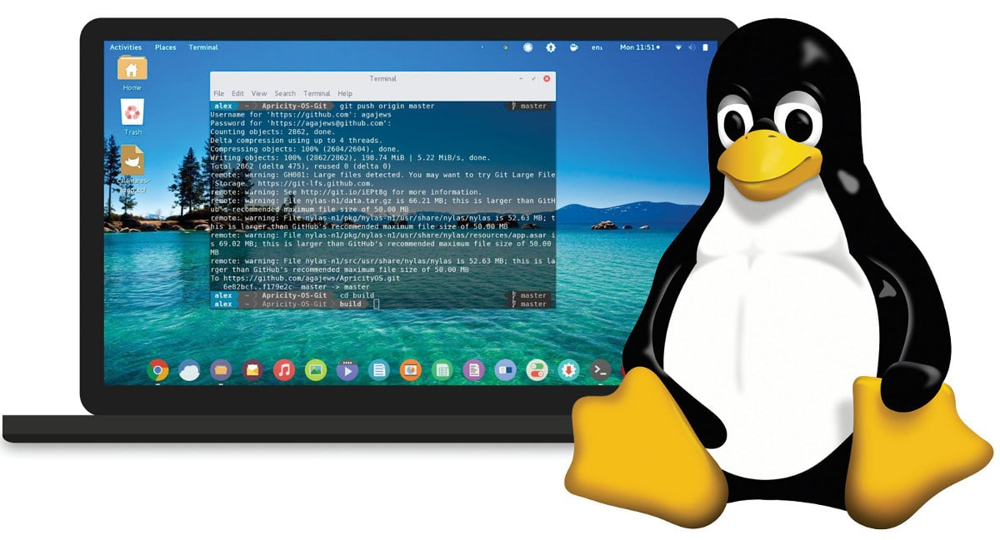 Activities Places Terminal en₁ Mon 11:51
Home
Trash
calamares-
logo.xcf
Terminal
File Edit View Search Terminal Help
alex ~ Apricity-OS-Git git push origin master master
Username for 'https://github.com': agajews
Password for 'https://agajews@github.com':
Counting objects: 2862, done.
Delta compression using up to 4 threads.
Compressing objects: 100% (2604/2604), done.
Writing objects: 100% (2862/2862), 198.74 MiB | 5.22 MiB/s, done.
Total 2862 (delta 475), reused 0 (delta 0)
remote: warning: GH001: Large files detected. You may want to try Git Large File
Storage - https://git-lfs.github.com.
remote: warning: See http://git.io/iEPt8g for more information.
remote: warning: File nylas-n1/data.tar.gz is 66.21 MB; this is larger than GitH
ub's recommended maximum file size of 50.00 MB
remote: warning: File nylas-n1/pkg/nylas-n1/usr/share/nylas/nylas is 52.63 MB; t
his is larger than GitHub's recommended maximum file size of 50.00 MB
remote: warning: File nylas-n1/pkg/nylas-n1/usr/share/nylas/resources/app.asar i
s 69.02 MB; this is larger than GitHub's recommended maximum file size of 50.00
MB
remote: warning: File nylas-n1/src/usr/share/nylas/nylas is 52.63 MB; this is la
rger than GitHub's recommended maximum file size of 50.00 MB
To https://github.com/agajews/ApricityOS.git
6e82bcf..f179e2c master -> master
alex ~ Apricity-OS-Git cd build master
alex ~ Apricity-OS-Git build master